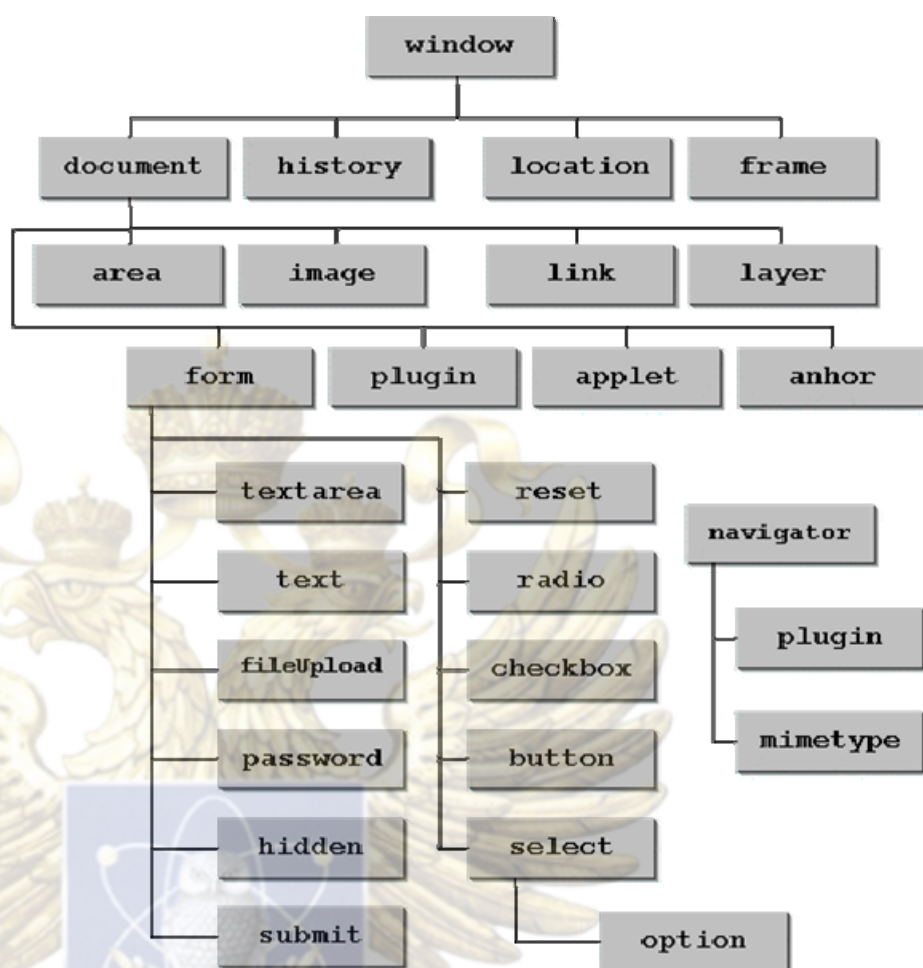 window
document
history
location
frame
area
image
link
layer
form
plugin
applet
anhor
textarea
reset
navigator
text
radio
fileUpload
checkbox
plugin
password
button
mimetype
hidden
select
submit
option